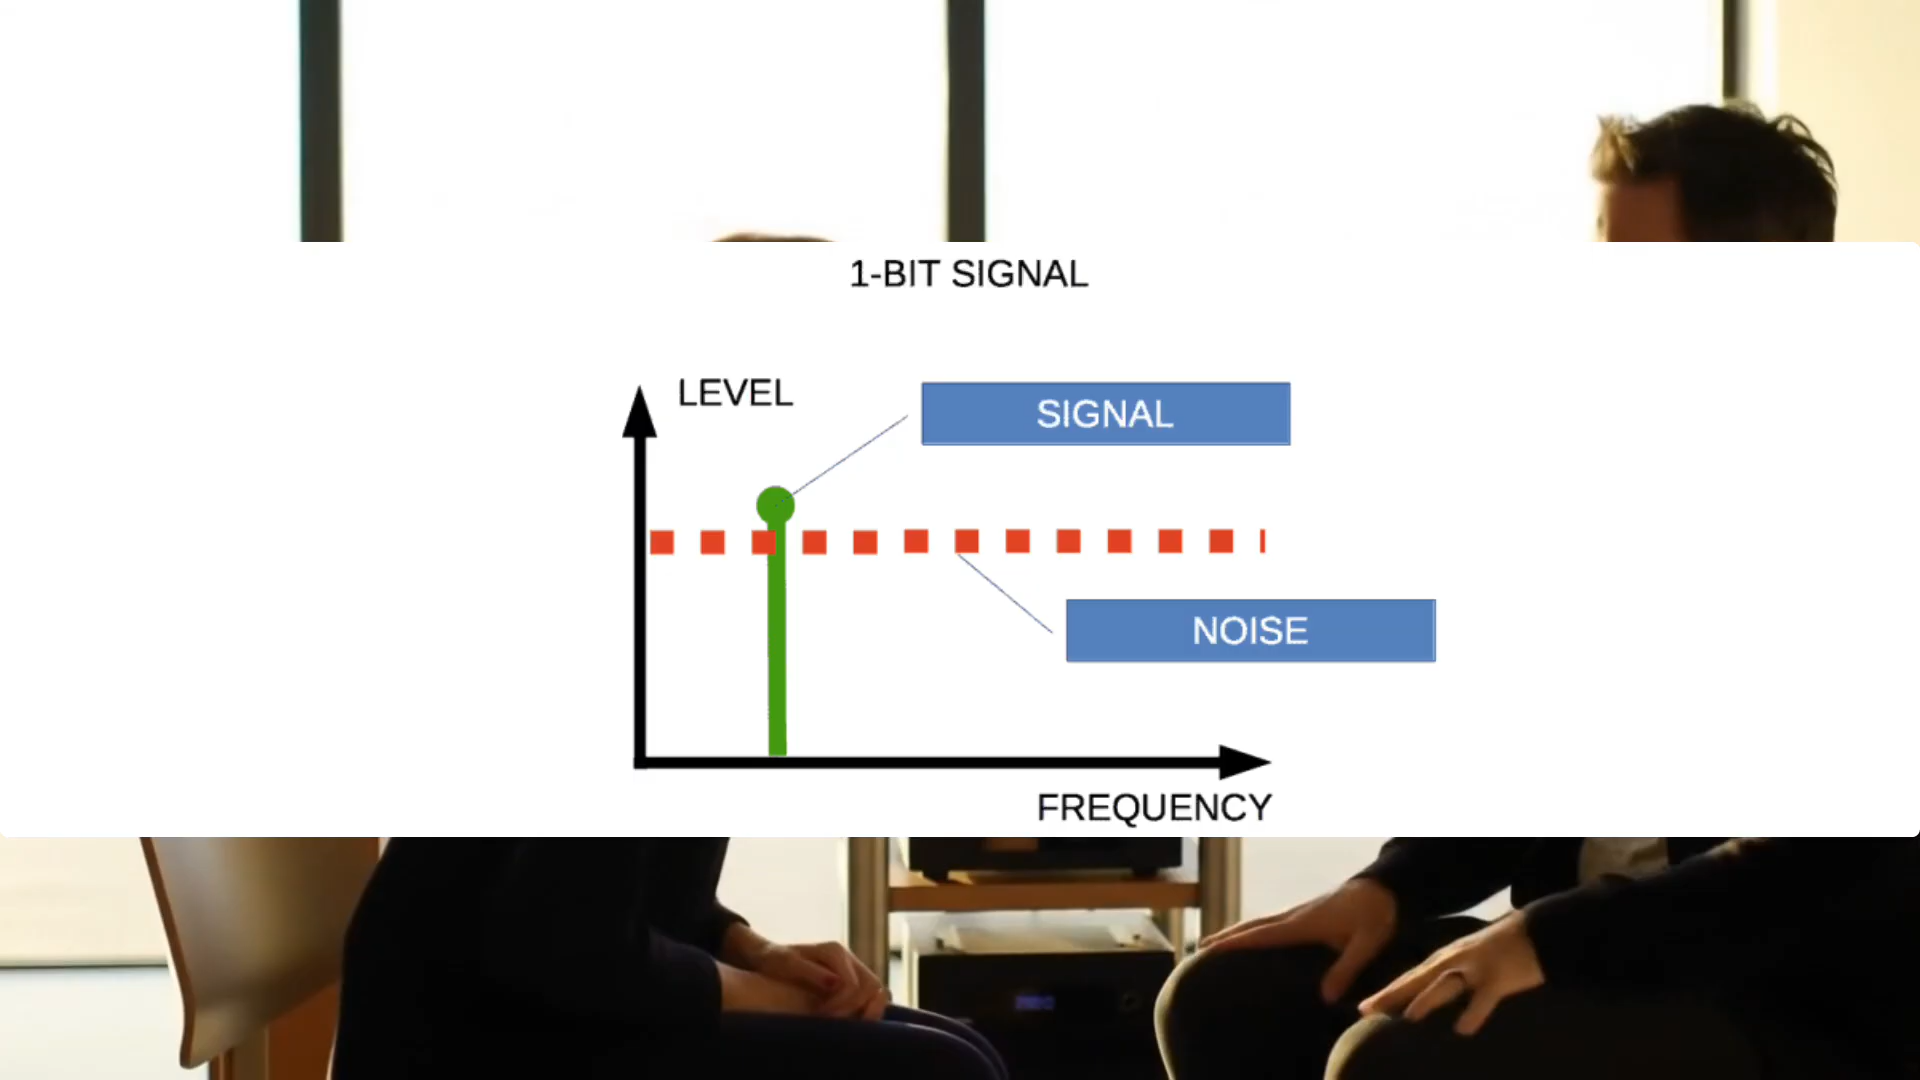 1-BIT SIGNAL
LEVEL
SIGNAL
NOISE
FREQUENCY